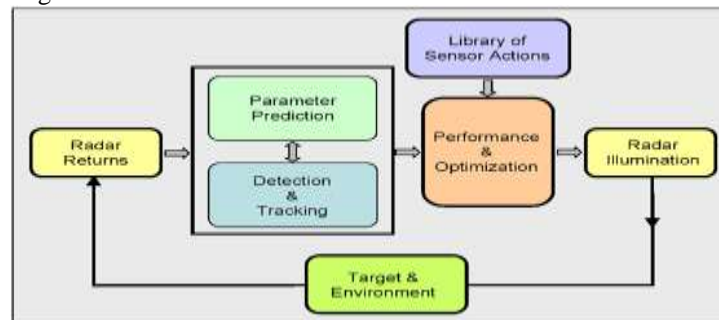 Library of
Sensor Actions
Parameter
Prediction
Radar
Returns
Performance
&
Optimization
Radar
Illumination
Detection
&
Tracking
Target &
Environment